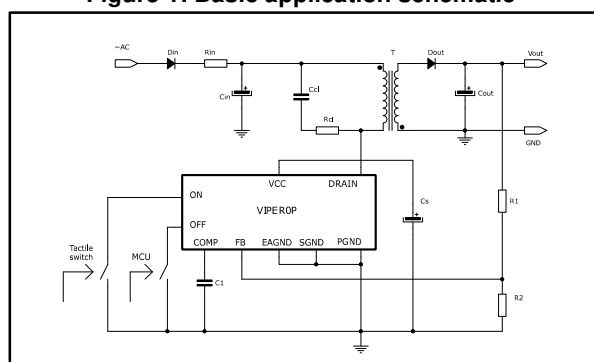 Figure 1. Basic application schematic
~AC
Din
Rin
T
Dout
Vout
Cin
Ccl
Rcl
Cout
GND
VCC
DRAIN
ON
VIPER0P
OFF
Cs
R1
COMP
FB
EAGND
SGND
PGND
Tactile
switch
MCU
C1
R2